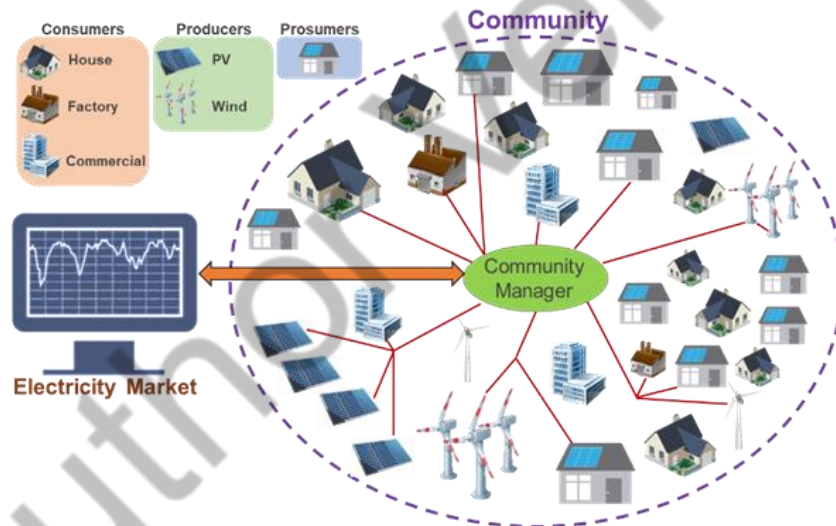 Consumers
Producers
Prosumers
Community
House
PV
Factory
Wind
Commercial
Community
Manager
Electricity Market